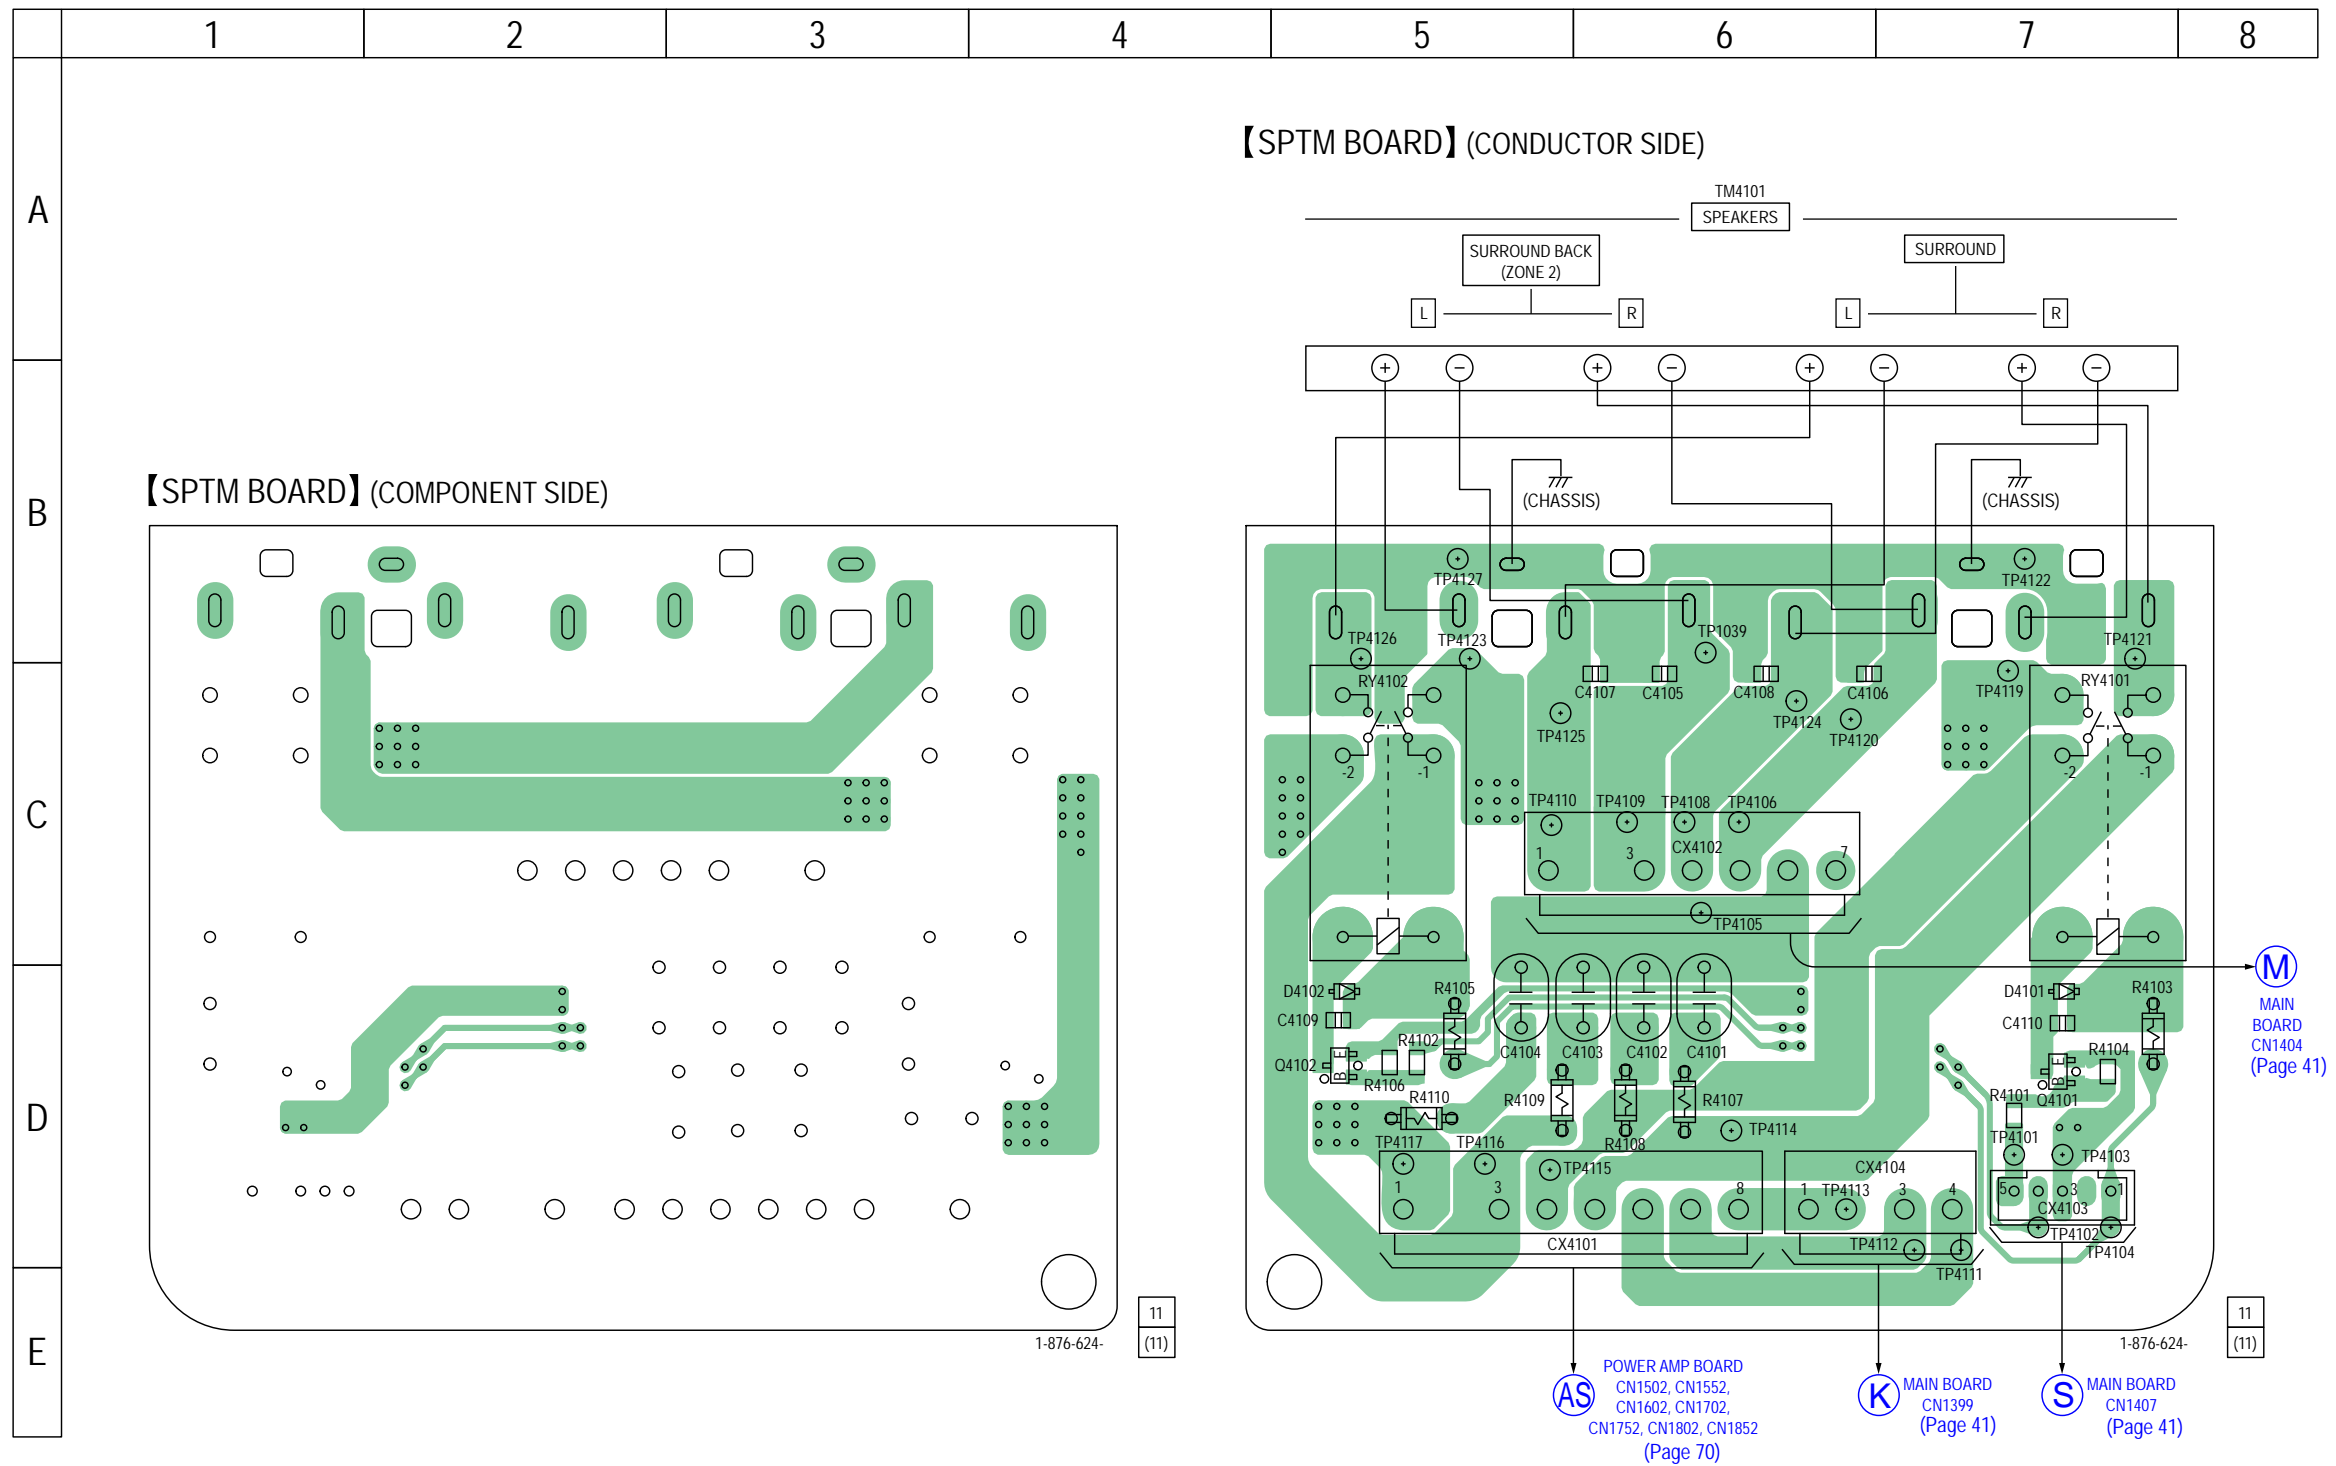 1 2 3 4 5 6 7 8
A
B
C
D
E
【SPTM BOARD】 (COMPONENT SIDE)
1-876-624-
11
(11)
【SPTM BOARD】 (CONDUCTOR SIDE)
TM4101
SPEAKERS
SURROUND BACK
(ZONE 2)
SURROUND
L R L R
+ − + − + − + −
(CHASSIS) (CHASSIS)
TP4127 TP4122
TP4126 TP4123 TP1039 TP4121
RY4102 C4107 C4105 C4108 C4106 TP4119 RY4101
TP4125 TP4124 TP4120
-2 -1 -2 -1
TP4110 TP4109 TP4108 TP4106
1 3 CX4102 7
TP4105
M
MAIN
BOARD
CN1404
(Page 41)
D4102 R4105 D4101 R4103
C4109 C4110
R4102 C4104 C4103 C4102 C4101 R4104
Q4102 B E B E
R4106 R4101 Q4101
R4110 R4109 R4107
R4108 TP4114
TP4117 TP4116 TP4115 TP4101 TP4103
CX4104
1 3 8 1 TP4113 3 4 5 3 1
CX4103
CX4101 TP4112 TP4102
TP4111 TP4104
1-876-624-
11
(11)
AS
POWER AMP BOARD
CN1502, CN1552,
CN1602, CN1702,
CN1752, CN1802, CN1852
(Page 70)
K
MAIN BOARD
CN1399
(Page 41)
S
MAIN BOARD
CN1407
(Page 41)